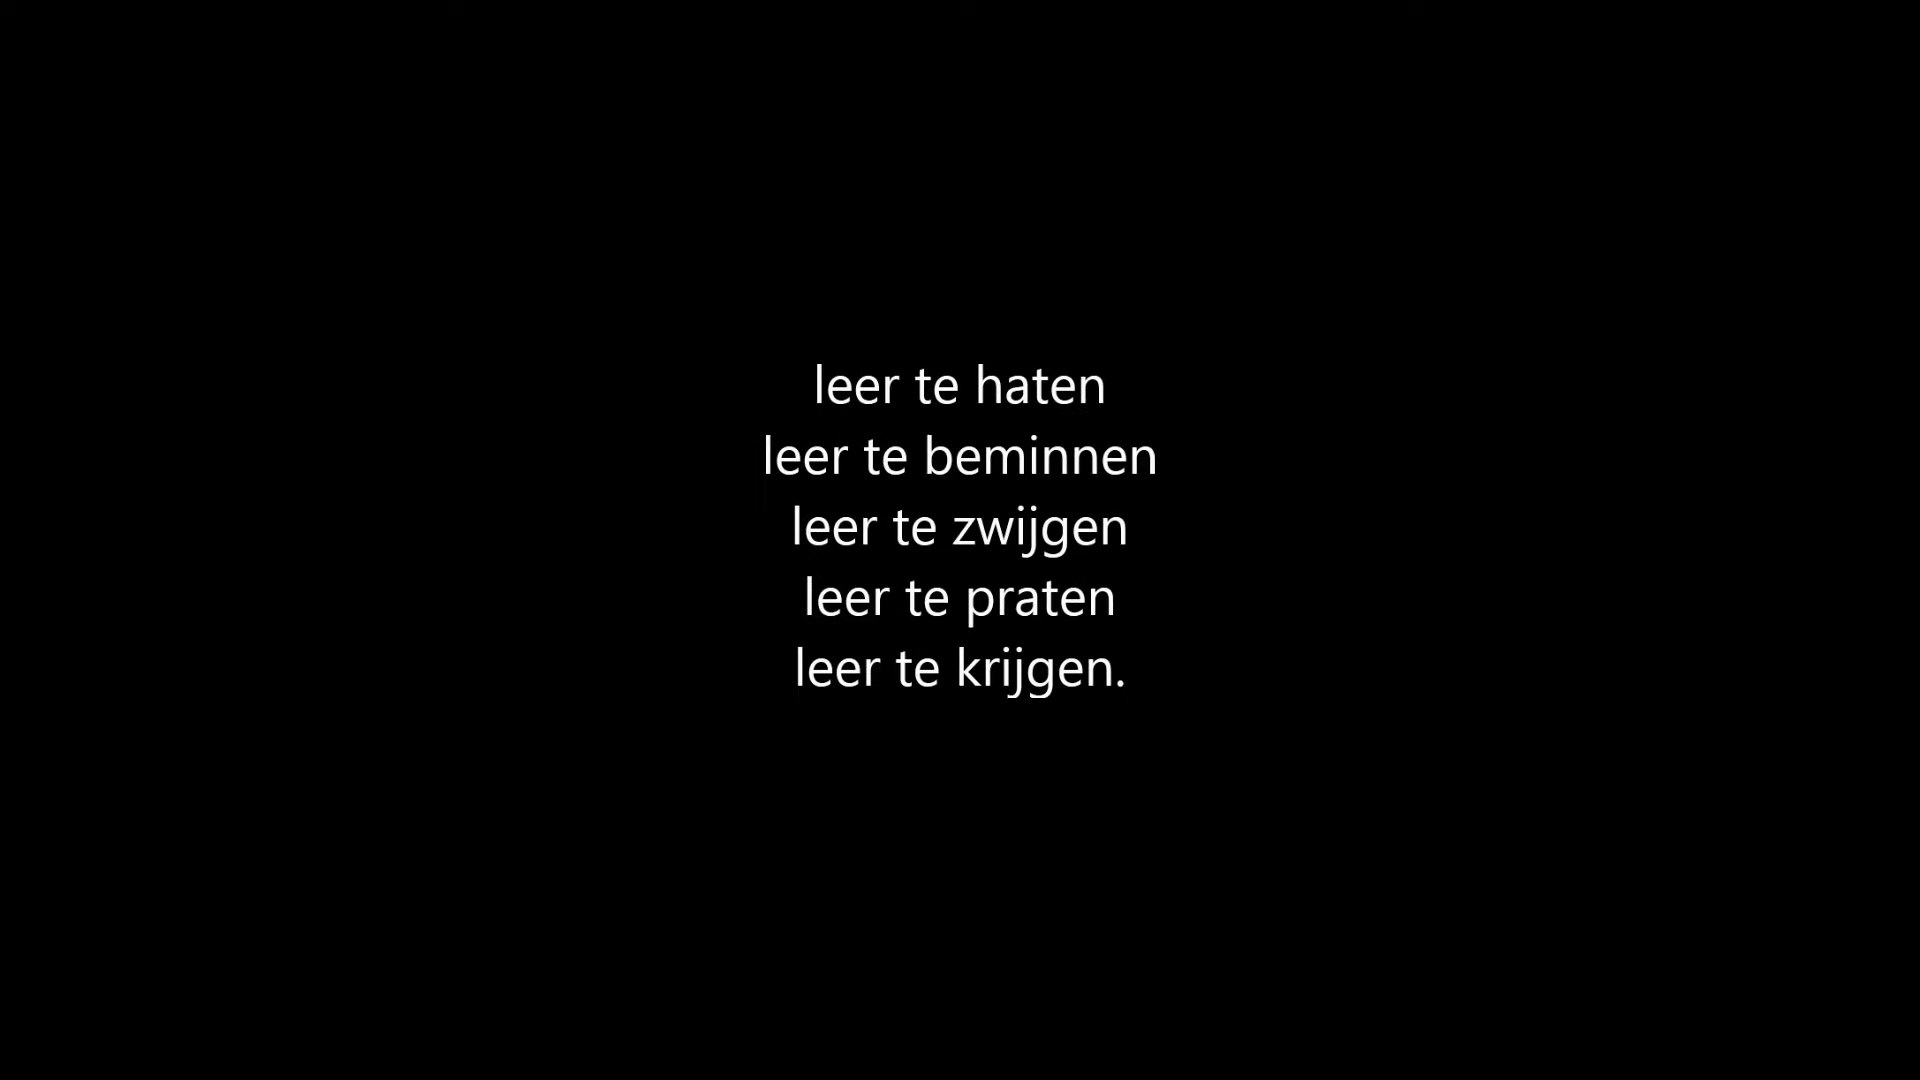 leer te haten
leer te beminnen
leer te zwijgen
leer te praten
leer te krijgen.